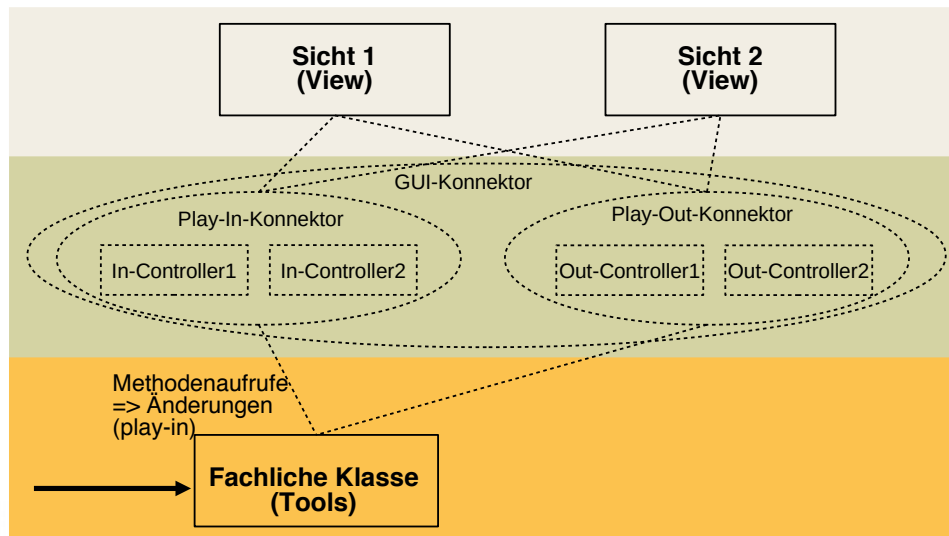 Sicht 1
(View)
Sicht 2
(View)
GUI-Konnektor
Play-In-Konnektor
Play-Out-Konnektor
In-Controller1
In-Controller2
Out-Controller1
Out-Controller2
Methodenaufrufe
=> Änderungen
(play-in)
Fachliche Klasse
(Tools)